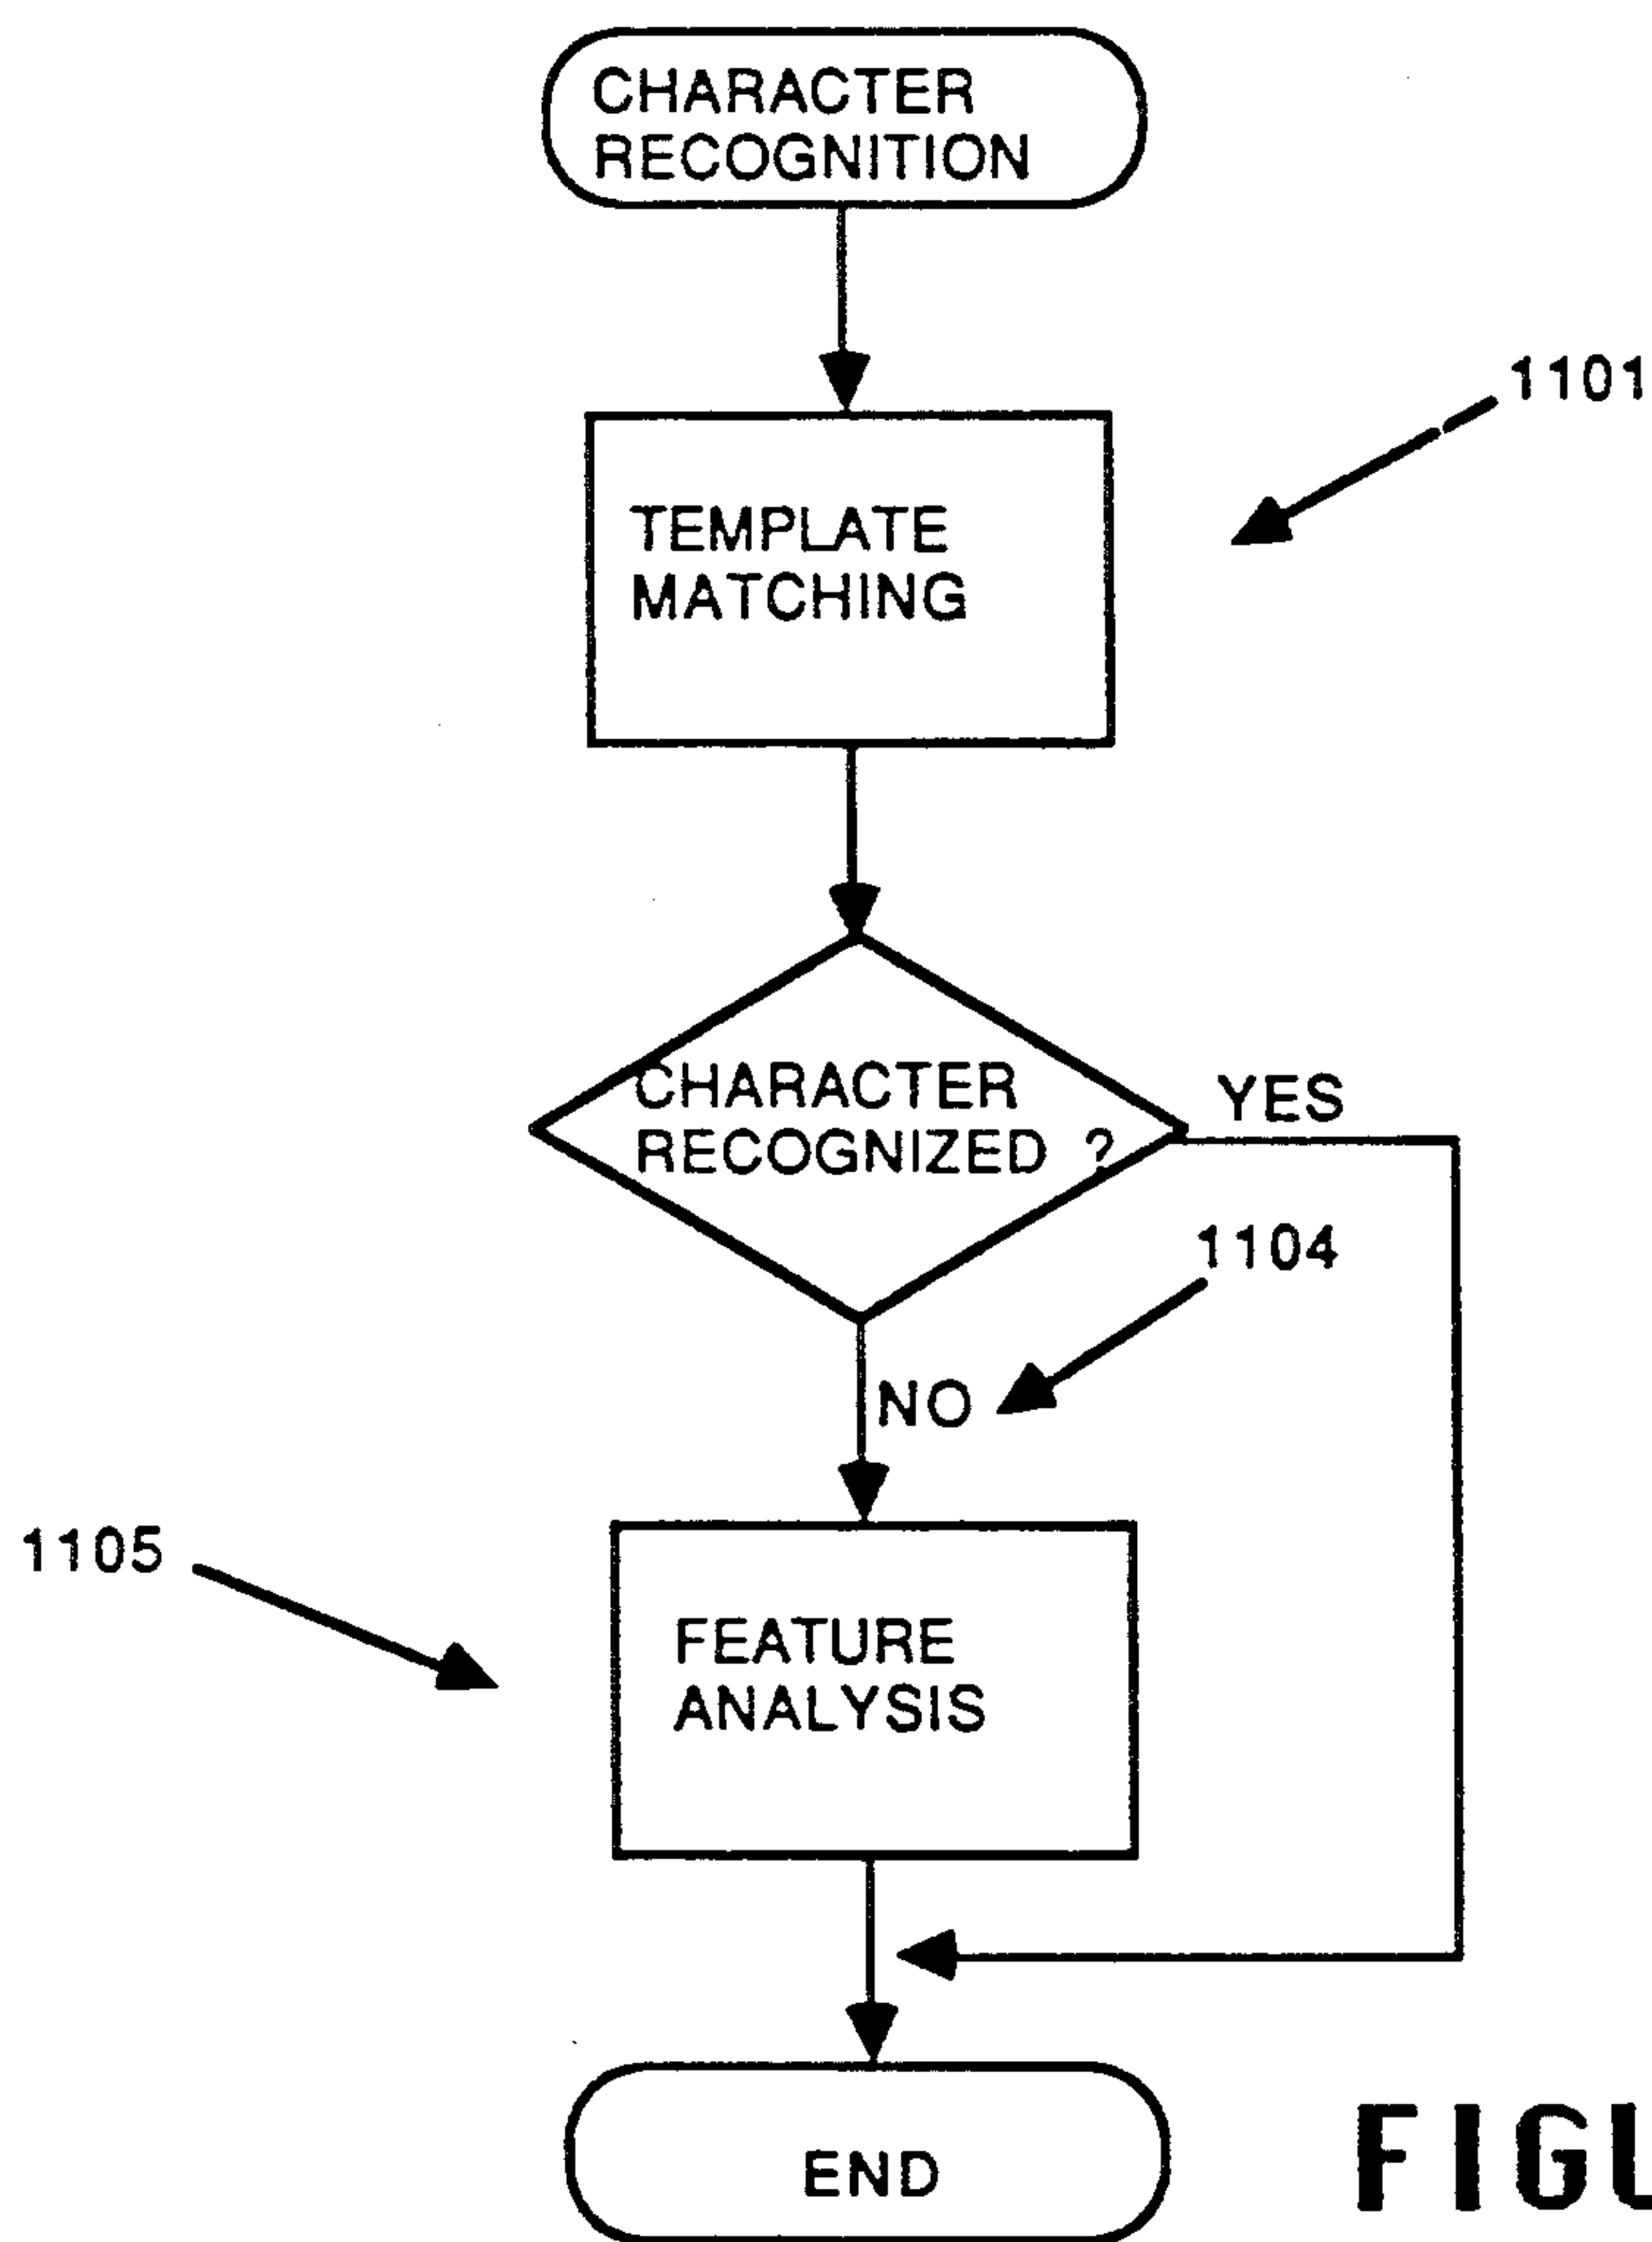 CHARACTER
RECOGNITION
1101
TEMPLATE
MATCHING
CHARACTER
RECOGNIZED ?
YES
1104
NO
1105
FEATURE
ANALYSIS
END